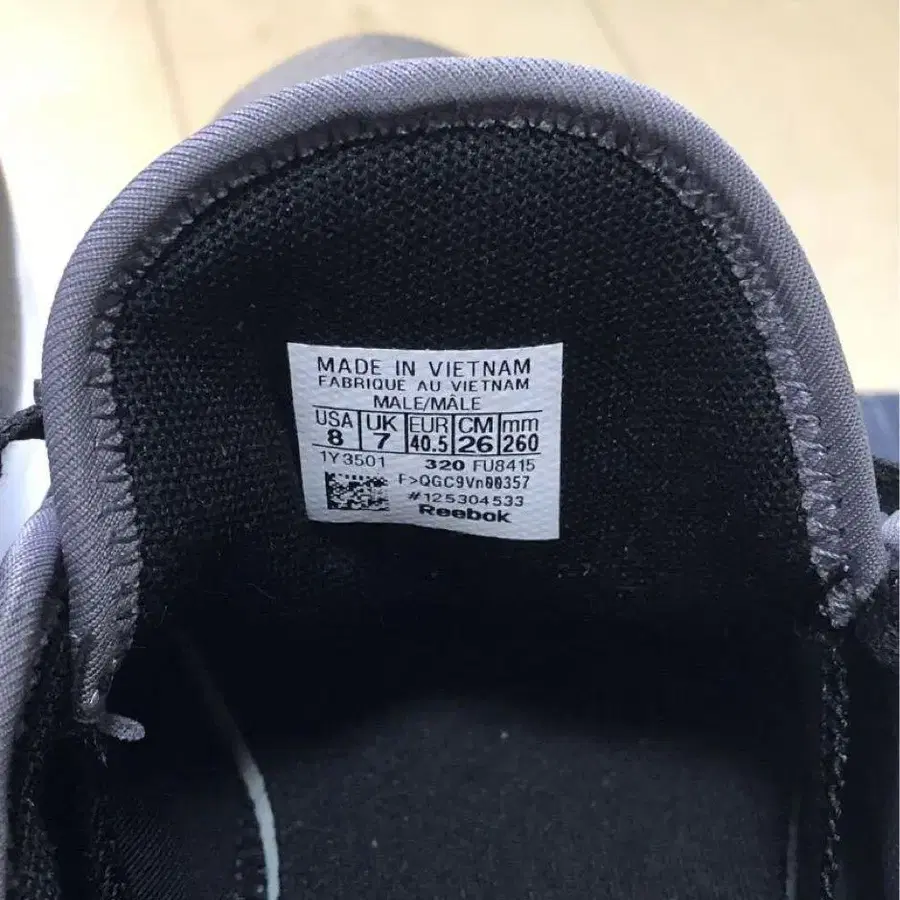 MADE IN VIETNAM
FABRIQUE AU VIETNAM
MALE/MÂLE
USA UK EUR CM mm
8 7 40.5 26 260
1Y3501 320 FU8415
F>QGC9Vn00357
#125304533
Reebok